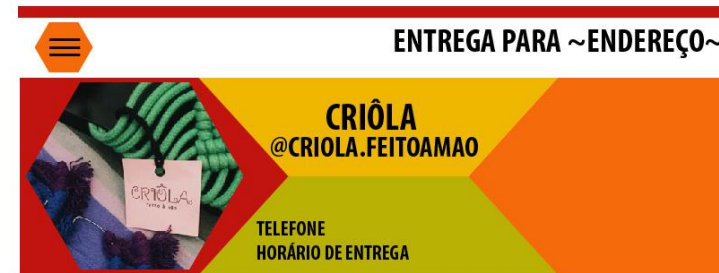 ENTREGA PARA ~ENDEREÇO~
CRIÔLA
@CRIOLA.FEITOAMAO
CRIÔLA
TELEFONE
HORÁRIO DE ENTREGA